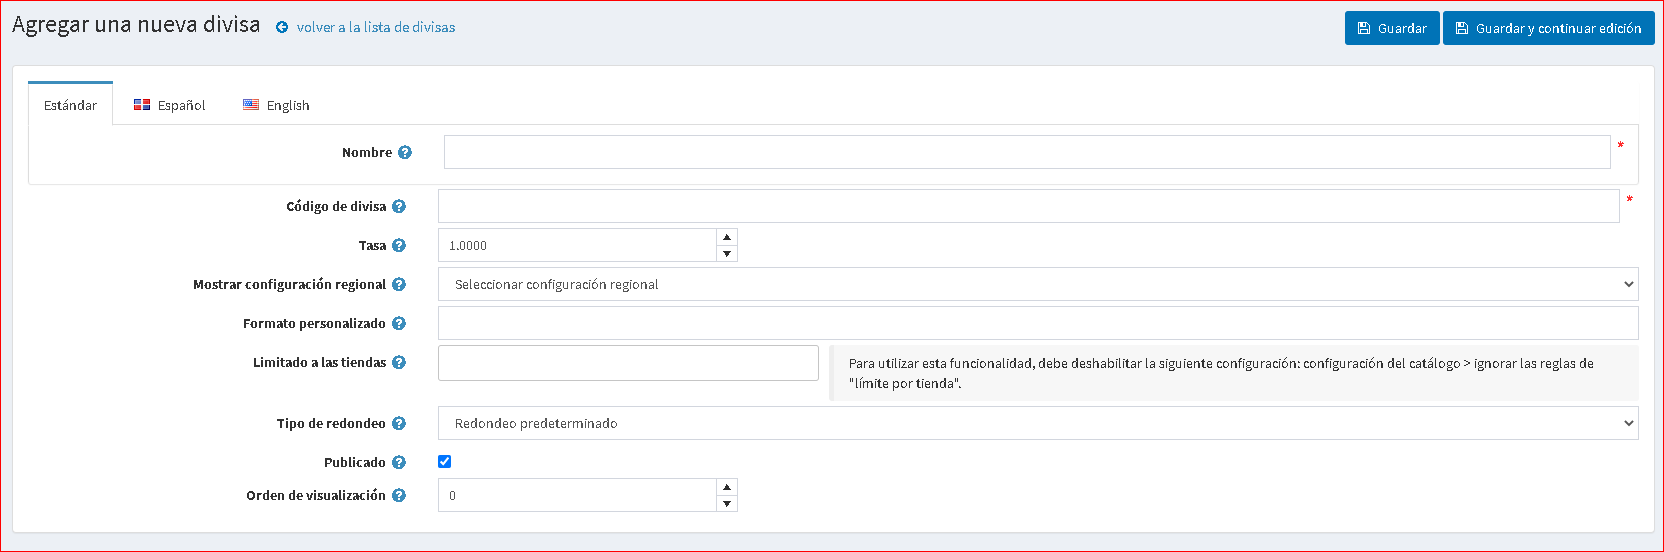 Agregar una nueva divisa volver a la lista de divisas
Guardar Guardar y continuar edición
Estándar Español English
Nombre *
Código de divisa *
Tasa 1.0000
Mostrar configuración regional Seleccionar configuración regional
Formato personalizado
Limitado a las tiendas
Para utilizar esta funcionalidad, debe deshabilitar la siguiente configuración: configuración del catálogo > ignorar las reglas de
"límite por tienda".
Tipo de redondeo Redondeo predeterminado
Publicado
Orden de visualización 0